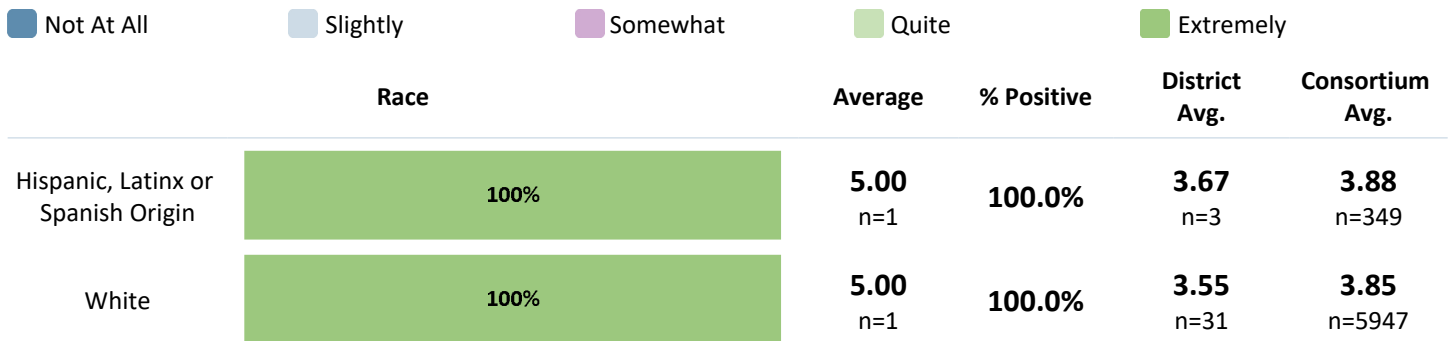 Not At All Slightly Somewhat Quite Extremely
Race Average % Positive District Avg. Consortium Avg.
Hispanic, Latinx or
Spanish Origin
100% 5.00 100.0% 3.67 3.88
n=1 n=3 n=349
White 100% 5.00 100.0% 3.55 3.85
n=1 n=31 n=5947